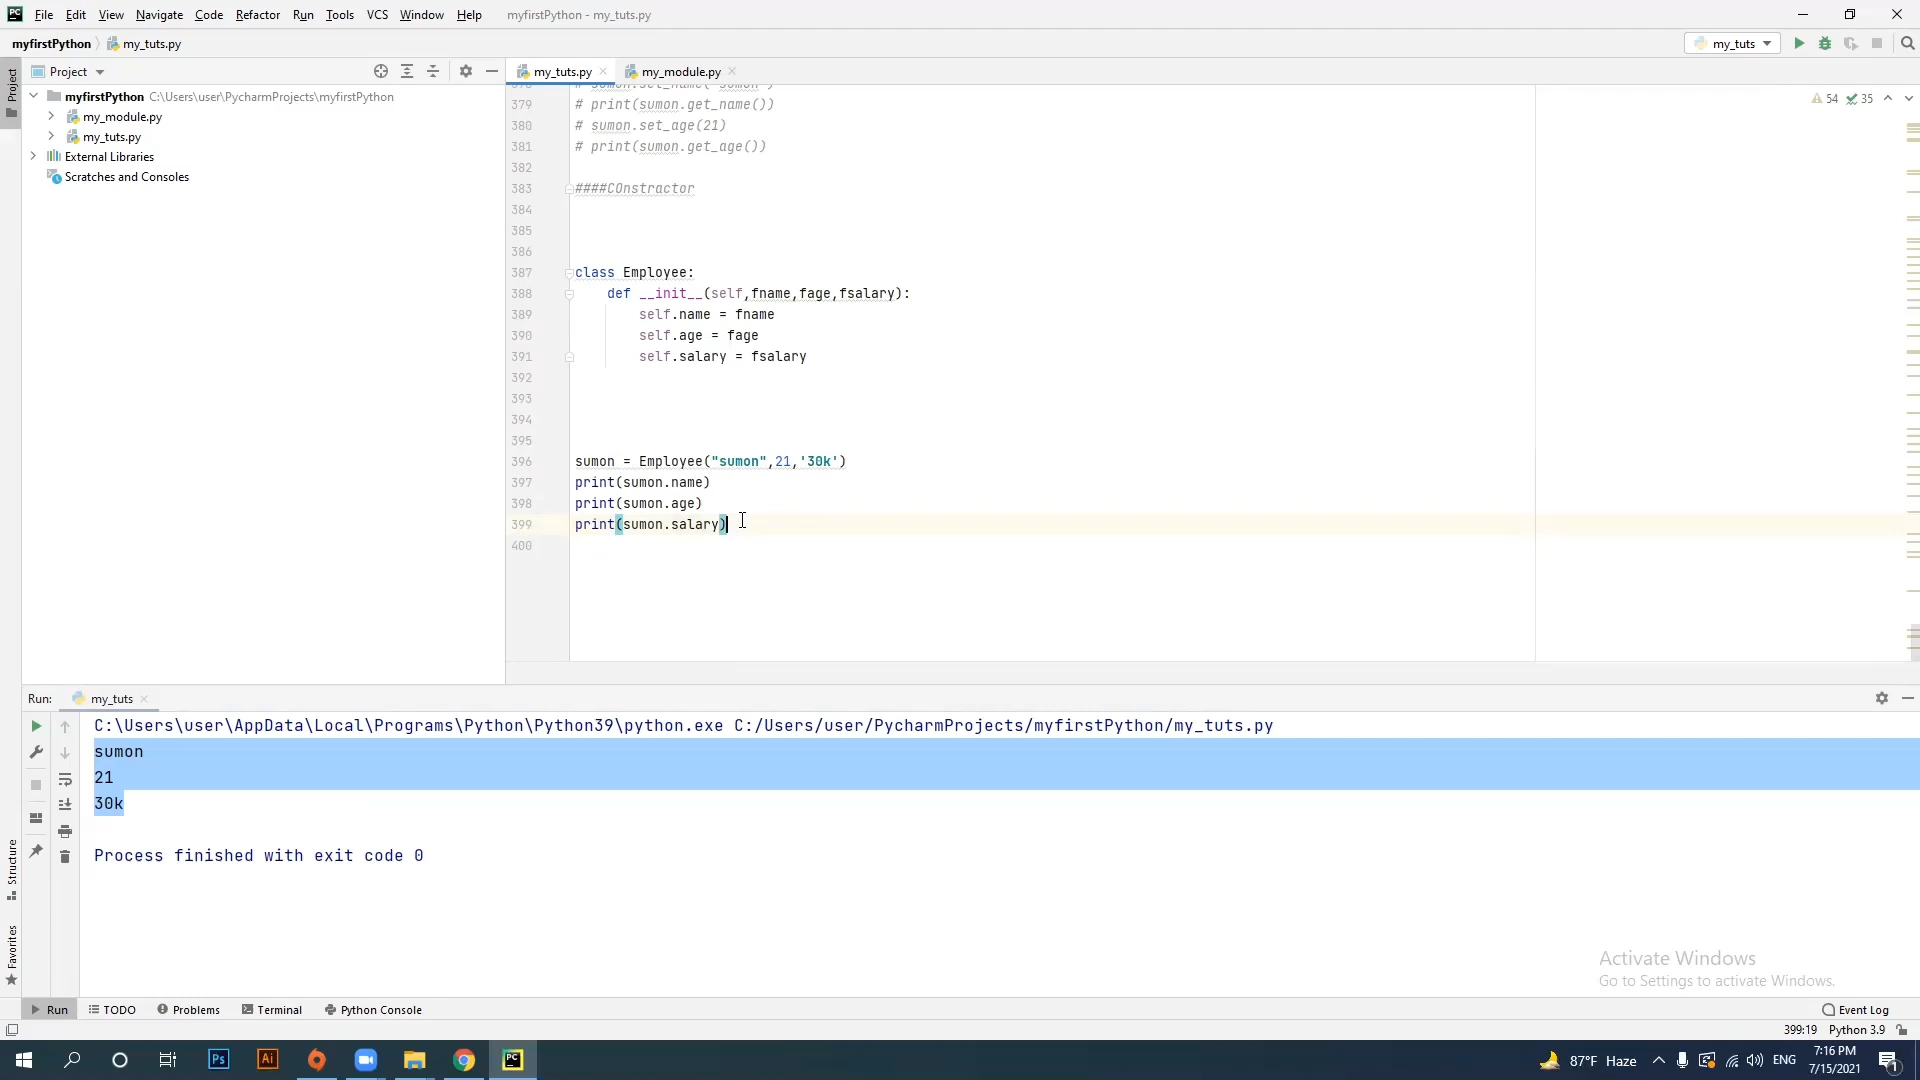 File Edit View Navigate Code Refactor Run Tools VCS Window Help myfirstPython - my_tuts.py
myfirstPython my_tuts.py my_tuts
Project my_tuts.py my_module.py
Project
myfirstPython C:\Users\user\PycharmProjects\myfirstPython
my_module.py
my_tuts.py
External Libraries
Scratches and Consoles
54 35
379 # print(sumon.get_name())
380 # sumon.set_age(21)
381 # print(sumon.get_age())
382
383 ####COnstractor
384
385
386
387 class Employee:
388 def __init__(self,fname,fage,fsalary):
389 self.name = fname
390 self.age = fage
391 self.salary = fsalary
392
393
394
395
396 sumon = Employee("sumon",21,'30k')
397 print(sumon.name)
398 print(sumon.age)
399 print(sumon.salary)
400
Run: my_tuts
C:\Users\user\AppData\Local\Programs\Python\Python39\python.exe C:/Users/user/PycharmProjects/myfirstPython/my_tuts.py
sumon
21
30k
Process finished with exit code 0
Structure
Favorites
Activate Windows
Go to Settings to activate Windows.
Run TODO Problems Terminal Python Console Event Log
399:19 Python 3.9
87°F Haze ENG 7:16 PM
7/15/2021